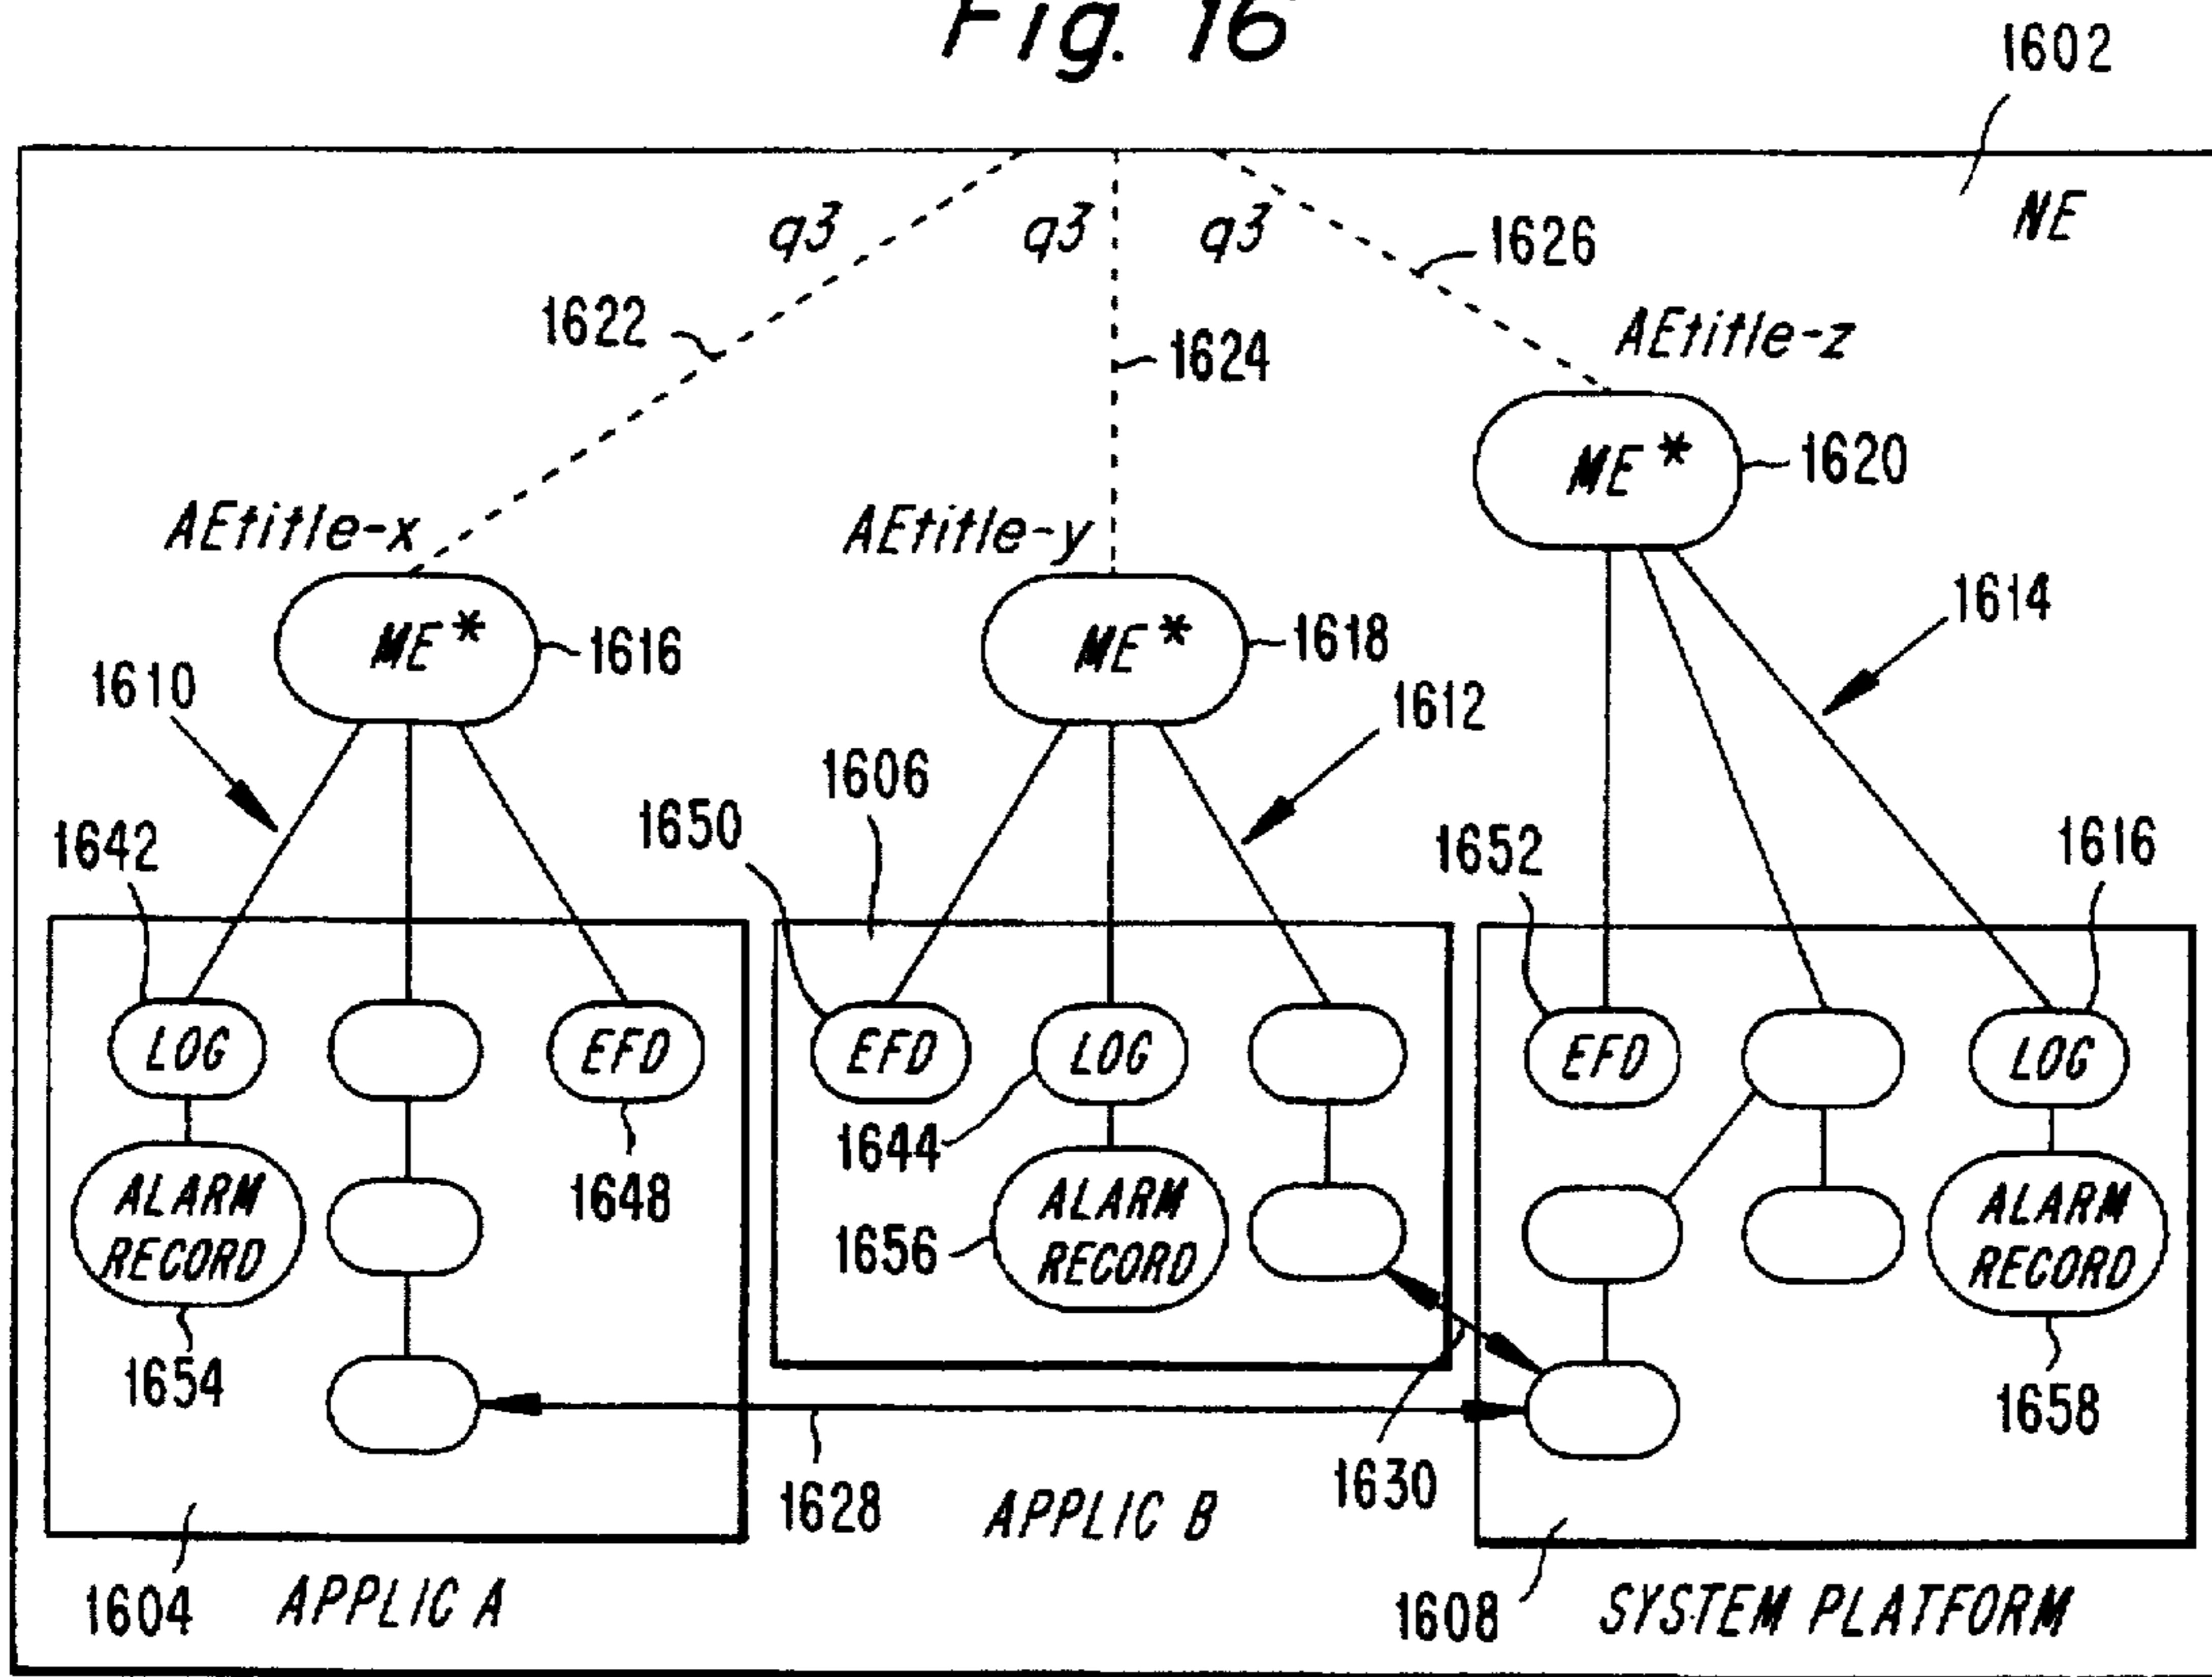 Fig. 16
1602
NE
q3 q3 q3
1626
1622
1624
AEtitle-z
ME* 1620
AEtitle-x
AEtitle-y
ME* 1616
ME* 1618
1614
1610
1612
1606
1650
1642
1652
1616
LOG
EFD
EFD
LOG
EFD
LOG
1644
1648
ALARM
RECORD
1656
ALARM
RECORD
ALARM
RECORD
1654
1658
1630
1628
APPLIC B
1604
APPLIC A
1608
SYSTEM PLATFORM